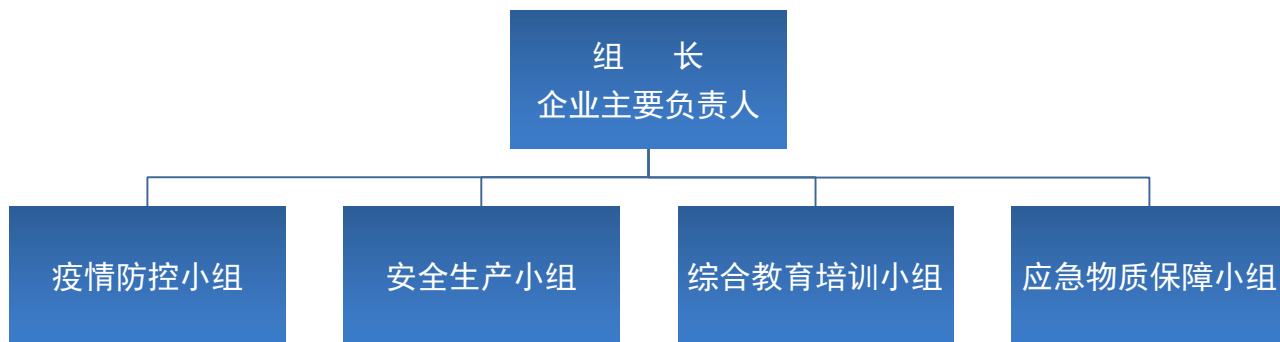 组 长
企业主要负责人
疫情防控小组
安全生产小组
综合教育培训小组
应急物质保障小组